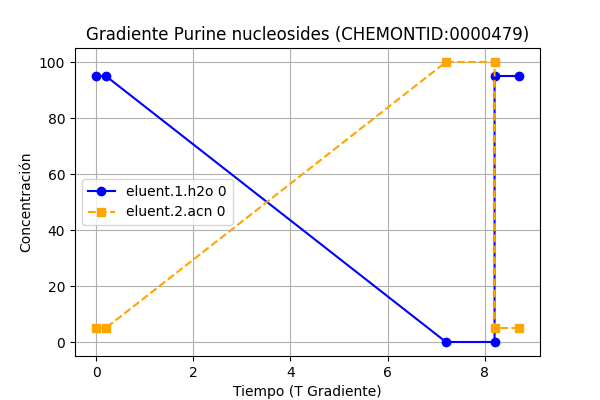 Gradiente Purine nucleosides (CHEMONTID:0000479)
Concentración
100
80
60
40
20
0
eluent.1.h2o 0
eluent.2.acn 0
0 2 4 6 8
Tiempo (T Gradiente)